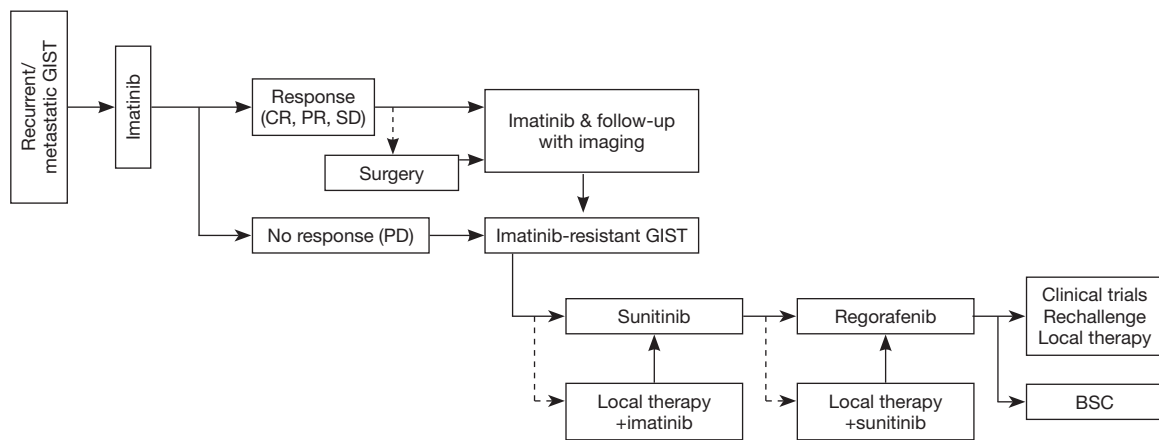 Recurrent/
metastatic GIST
Imatinib
Response
(CR, PR, SD)
Imatinib & follow-up
with imaging
Surgery
No response (PD)
Imatinib-resistant GIST
Sunitinib
Regorafenib
Clinical trials
Rechallenge
Local therapy
Local therapy
+imatinib
Local therapy
+sunitinib
BSC